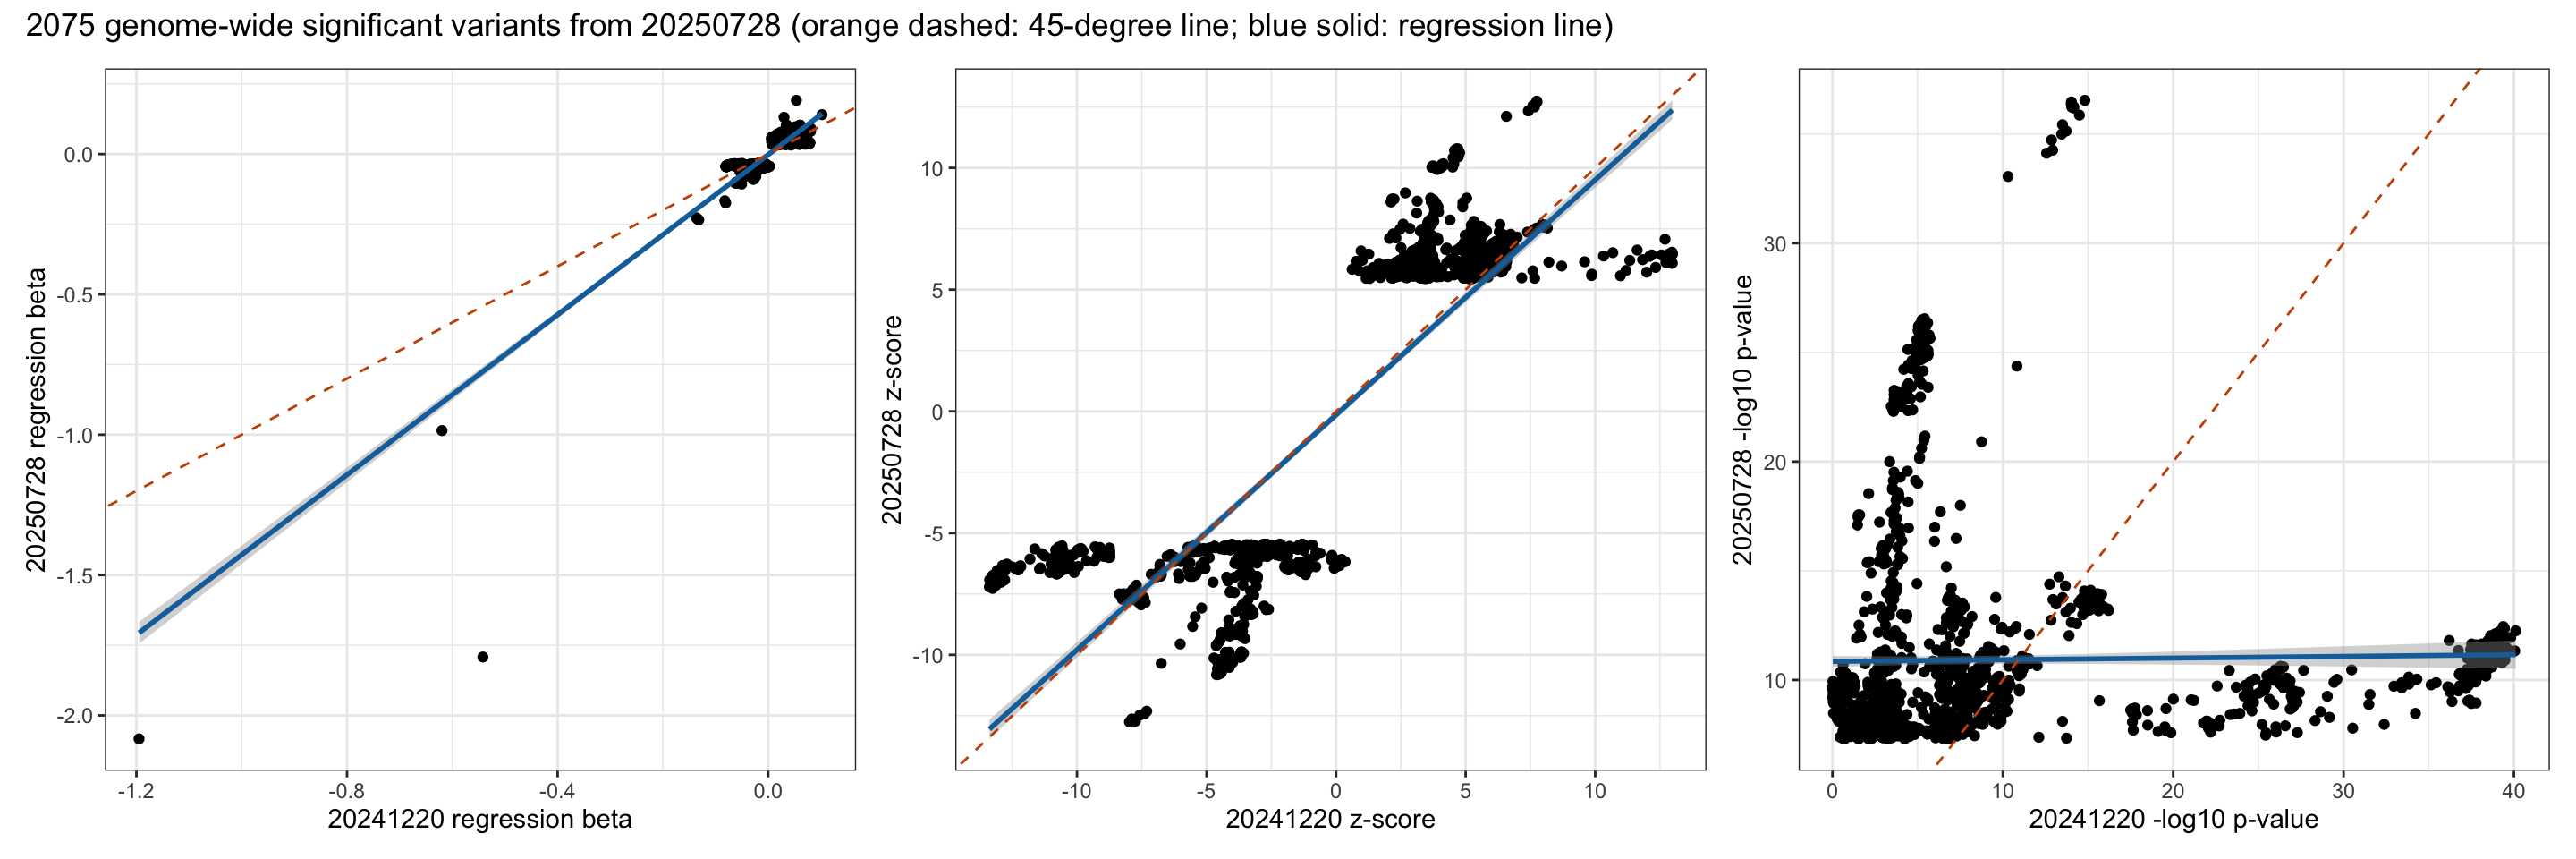 2075 genome-wide significant variants from 20250728 (orange dashed: 45-degree line; blue solid: regression line)
20250728 regression beta
0.0
-0.5
-1.0
-1.5
-2.0
-1.2 -0.8 -0.4 0.0
20241220 regression beta
20250728 z-score
10
5
0
-5
-10
-10 -5 0 5 10
20241220 z-score
20250728 -log10 p-value
30
20
10
0 10 20 30 40
20241220 -log10 p-value